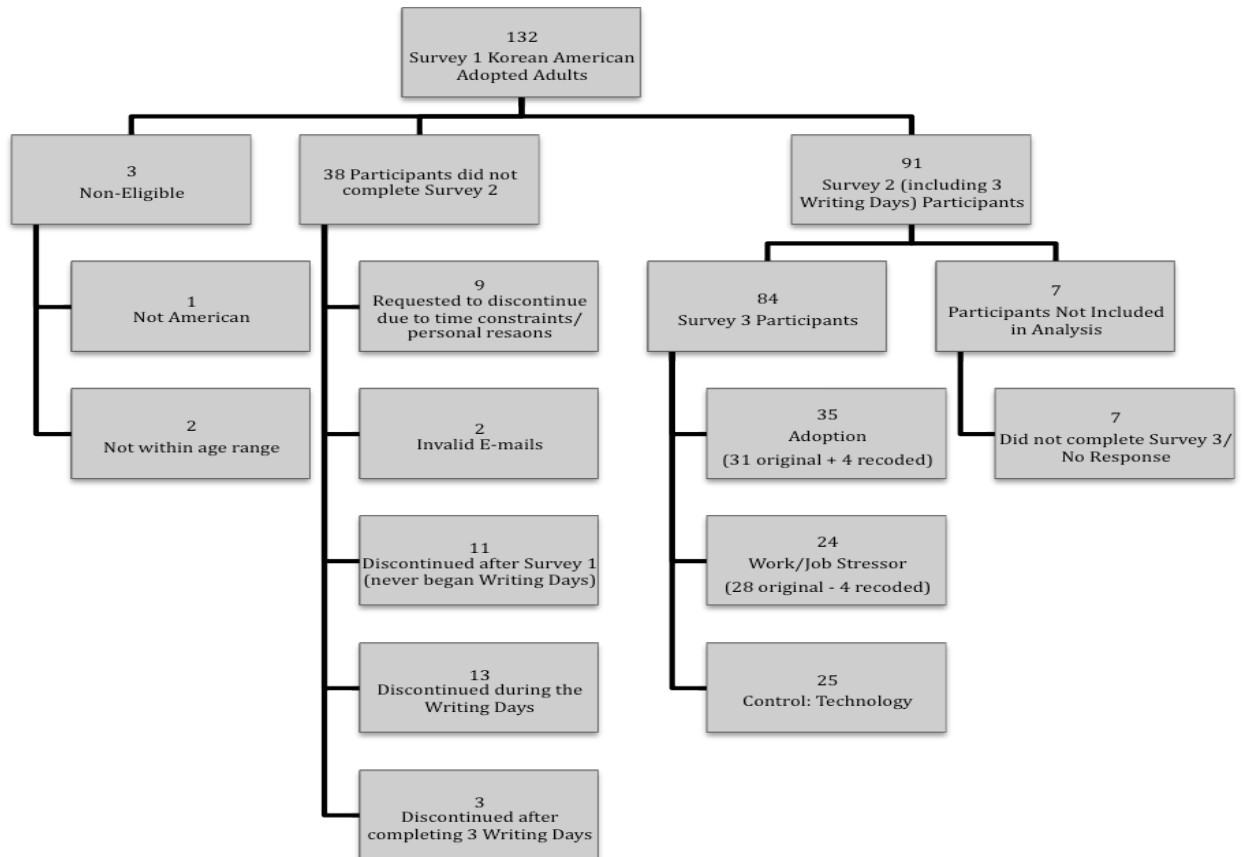 132
Survey 1 Korean American
Adopted Adults
3
Non-Eligible
38 Participants did not
complete Survey 2
91
Survey 2 (including 3
Writing Days) Participants
1
Not American
2
Not within age range
9
Requested to discontinue
due to time constraints/
personal resaons
2
Invalid E-mails
11
Discontinued after Survey 1
(never began Writing Days)
13
Discontinued during the
Writing Days
3
Discontinued after
completing 3 Writing Days
84
Survey 3 Participants
7
Participants Not Included
in Analysis
35
Adoption
(31 original + 4 recoded)
24
Work/Job Stressor
(28 original - 4 recoded)
25
Control: Technology
7
Did not complete Survey 3/
No Response